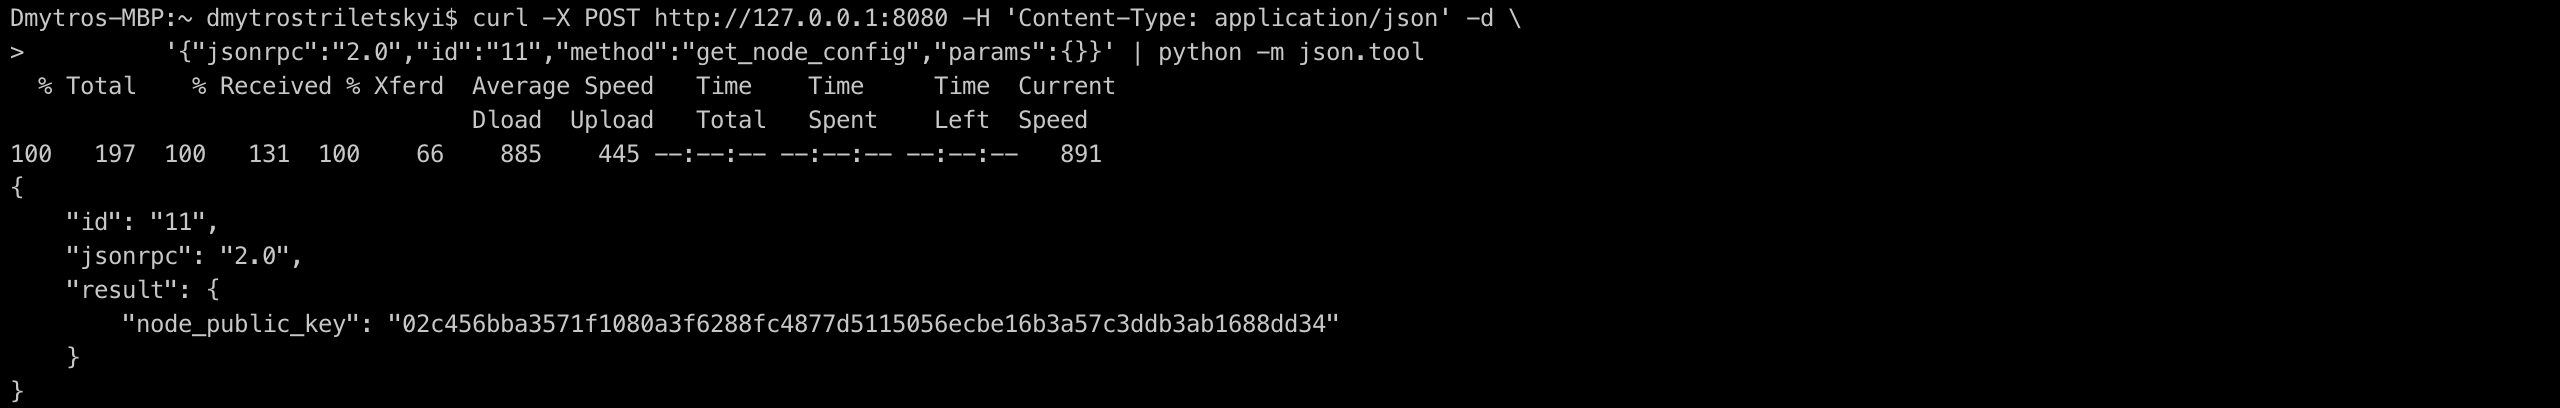 Dmytros-MBP:~ dmytrostriletskyi$ curl -X POST http://127.0.0.1:8080 -H 'Content-Type: application/json' -d \
>          '{"jsonrpc":"2.0","id":"11","method":"get_node_config","params":{}}' | python -m json.tool
  % Total    % Received % Xferd  Average Speed   Time    Time     Time  Current
                                 Dload  Upload   Total   Spent    Left  Speed
100   197  100   131  100    66    885    445 --:--:-- --:--:-- --:--:--   891
{
    "id": "11",
    "jsonrpc": "2.0",
    "result": {
        "node_public_key": "02c456bba3571f1080a3f6288fc4877d5115056ecbe16b3a57c3ddb3ab1688dd34"
    }
}